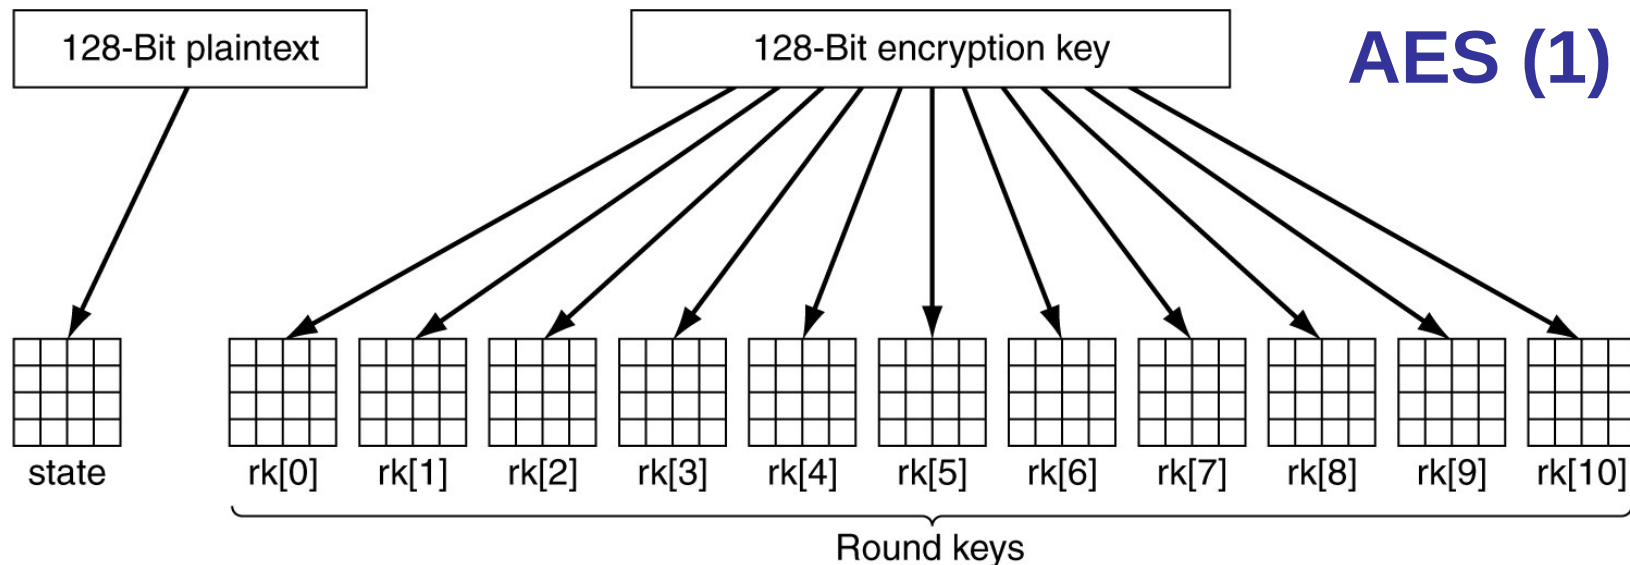 128-Bit plaintext
128-Bit encryption key
AES (1)
state
rk[0]
rk[1]
rk[2]
rk[3]
rk[4]
rk[5]
rk[6]
rk[7]
rk[8]
rk[9]
rk[10]
Round keys